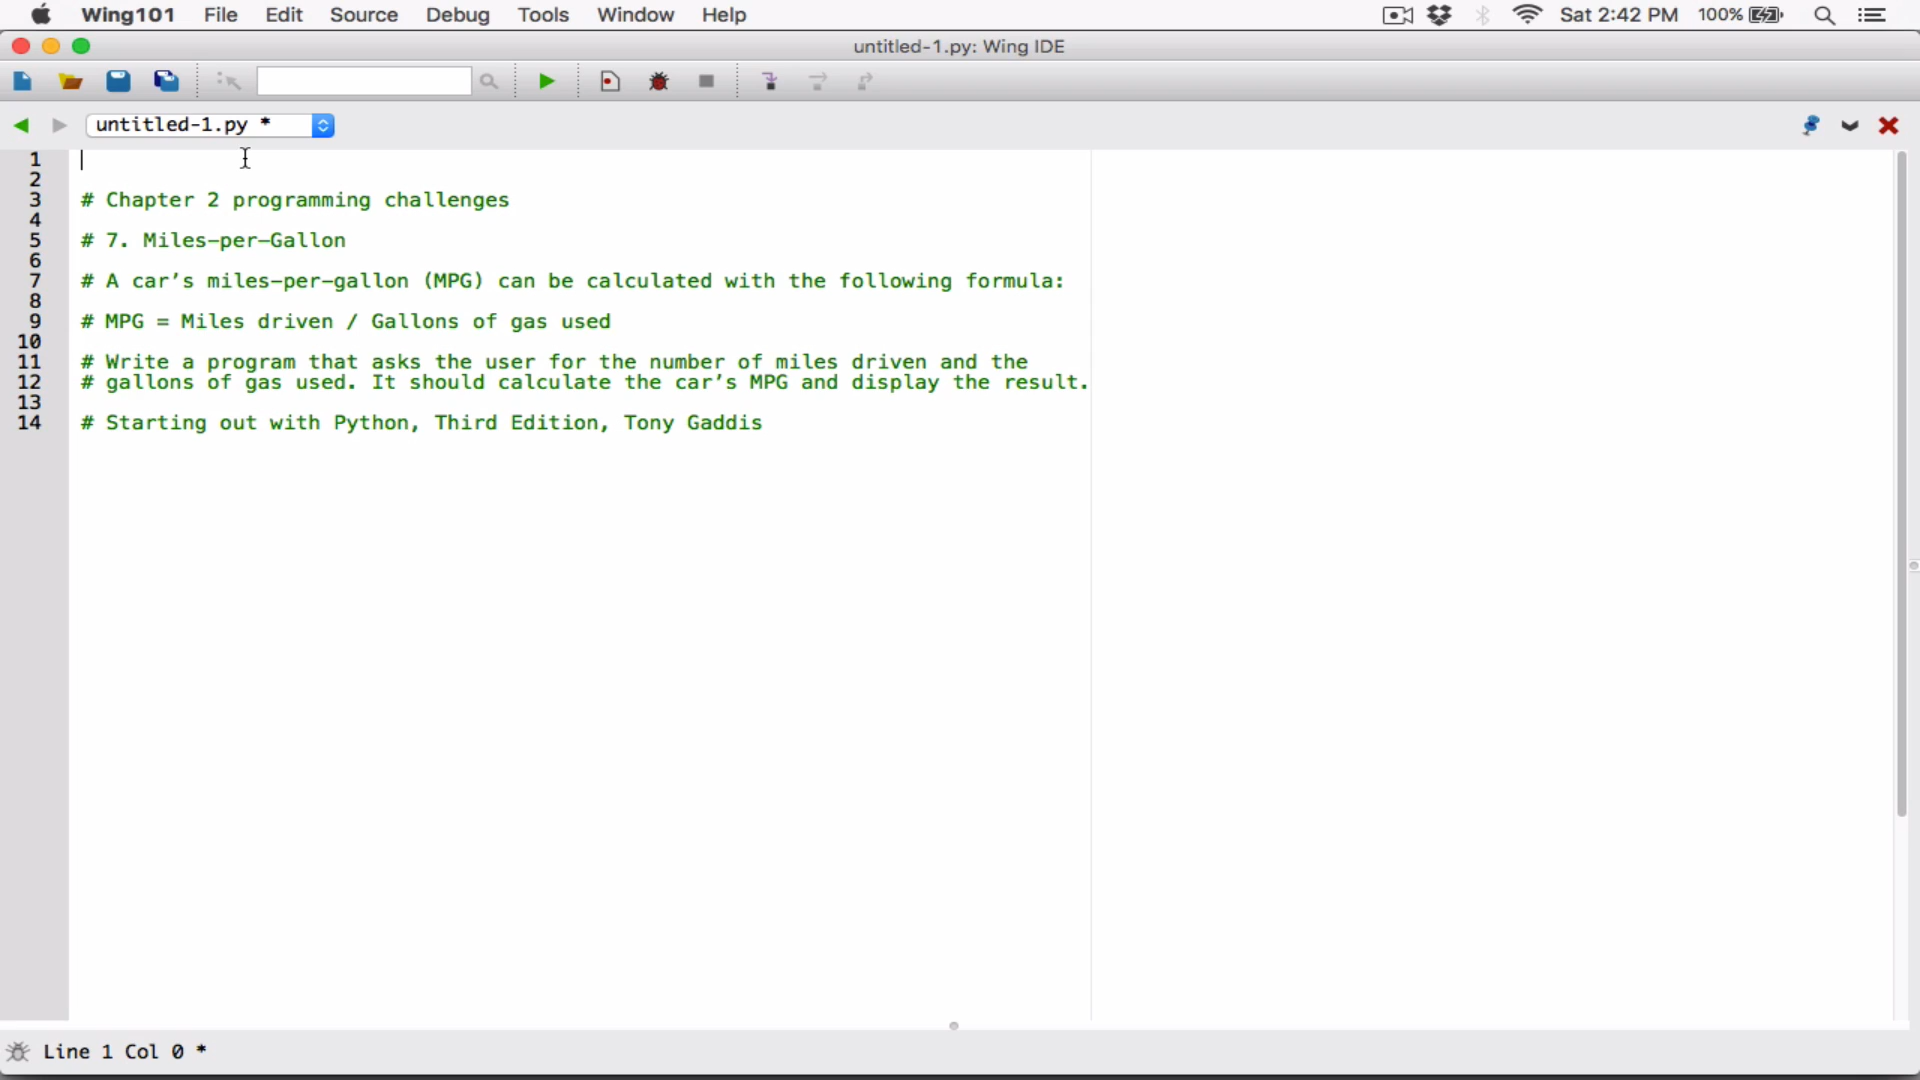 Wing101 File Edit Source Debug Tools Window Help Sat 2:42 PM 100%
untitled-1.py: Wing IDE
untitled-1.py *
1
2
3 # Chapter 2 programming challenges
4
5 # 7. Miles-per-Gallon
6
7 # A car’s miles-per-gallon (MPG) can be calculated with the following formula:
8
9 # MPG = Miles driven / Gallons of gas used
10
11 # Write a program that asks the user for the number of miles driven and the
12 # gallons of gas used. It should calculate the car’s MPG and display the result.
13
14 # Starting out with Python, Third Edition, Tony Gaddis
Line 1 Col 0 *